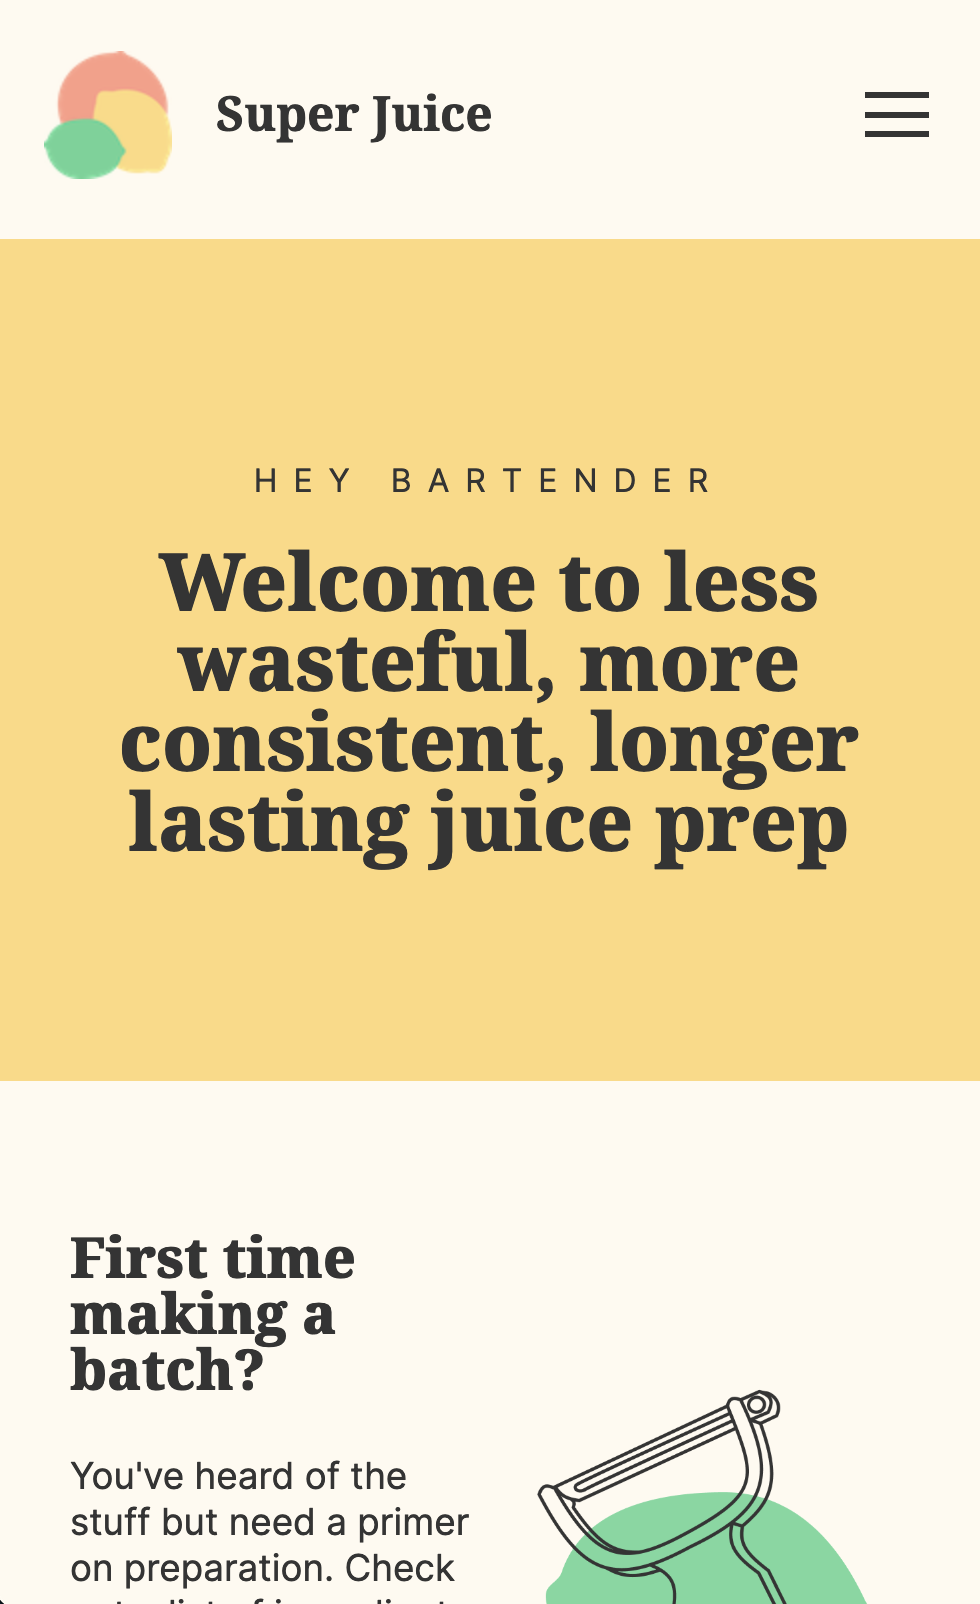 Super Juice
HEY BARTENDER
Welcome to less
wasteful, more
consistent, longer
lasting juice prep
First time
making a
batch?
You've heard of the
stuff but need a primer
on preparation. Check